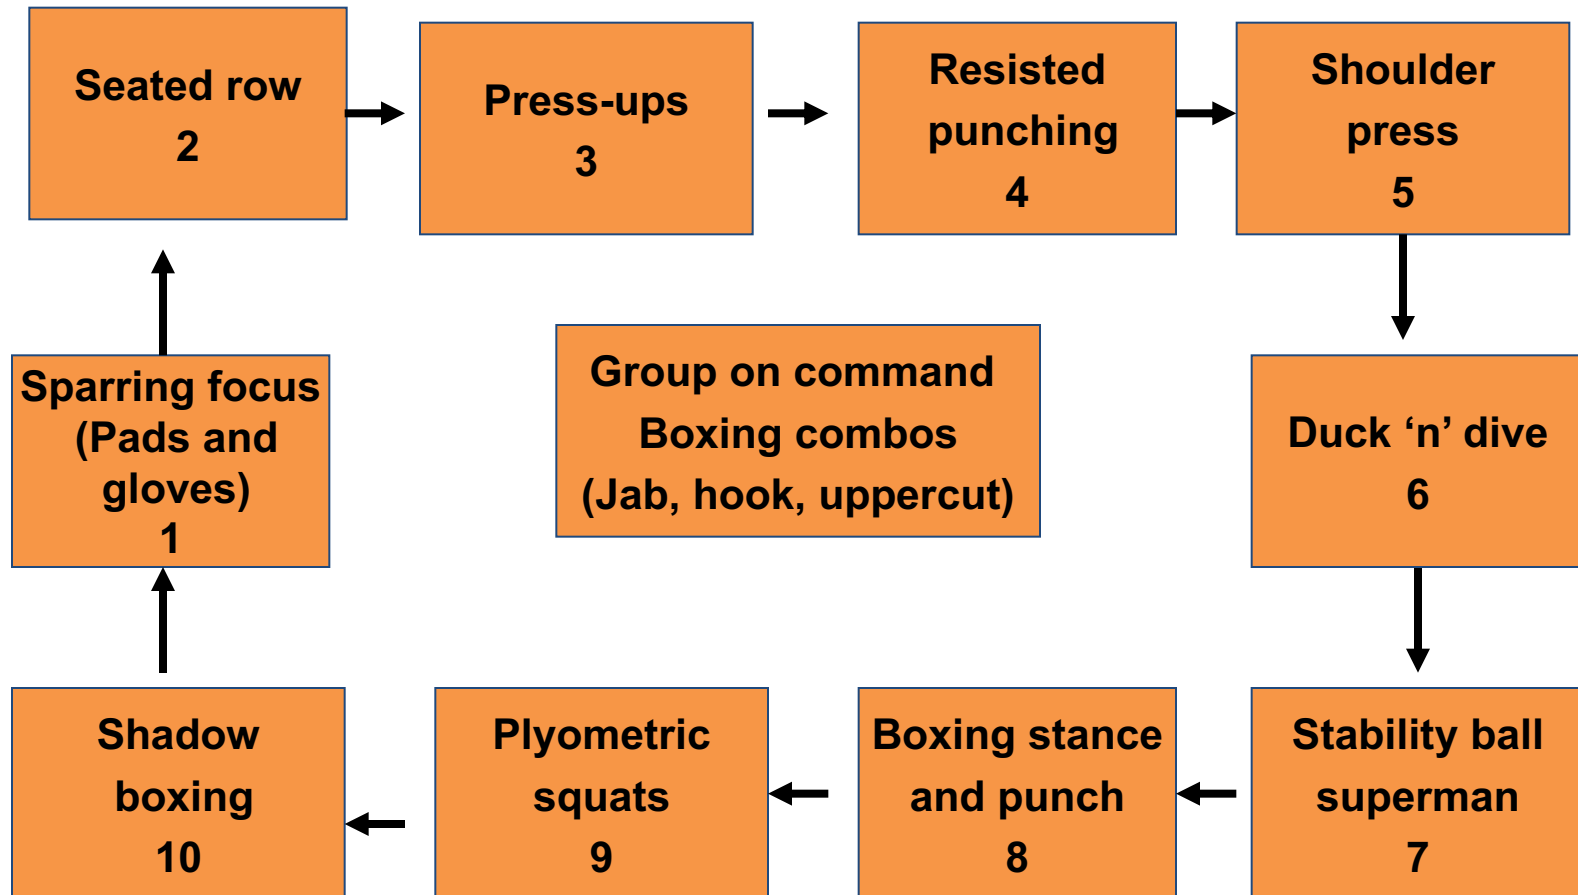 Seated row
2
Press-ups
3
Resisted
punching
4
Shoulder
press
5
Sparring focus
(Pads and
gloves)
1
Group on command
Boxing combos
(Jab, hook, uppercut)
Duck ‘n’ dive
6
Shadow
boxing
10
Plyometric
squats
9
Boxing stance
and punch
8
Stability ball
superman
7